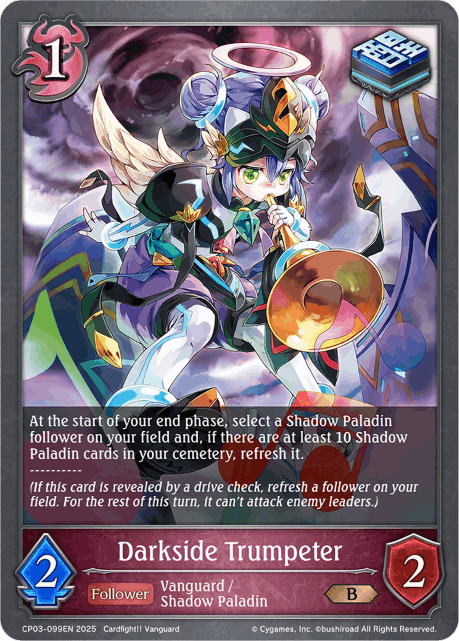 1
At the start of your end phase, select a Shadow Paladin
follower on your field and, if there are at least 10 Shadow
Paladin cards in your cemetery, refresh it.
----------
(If this card is revealed by a drive check, refresh a follower on your
field. For the rest of this turn, it can't attack enemy leaders.)
Darkside Trumpeter
2
Follower
Vanguard /
Shadow Paladin
B
2
CP03-099EN 2025 Cardfight!! Vanguard © Cygames, Inc. ©bushiroad All Rights Reserved.